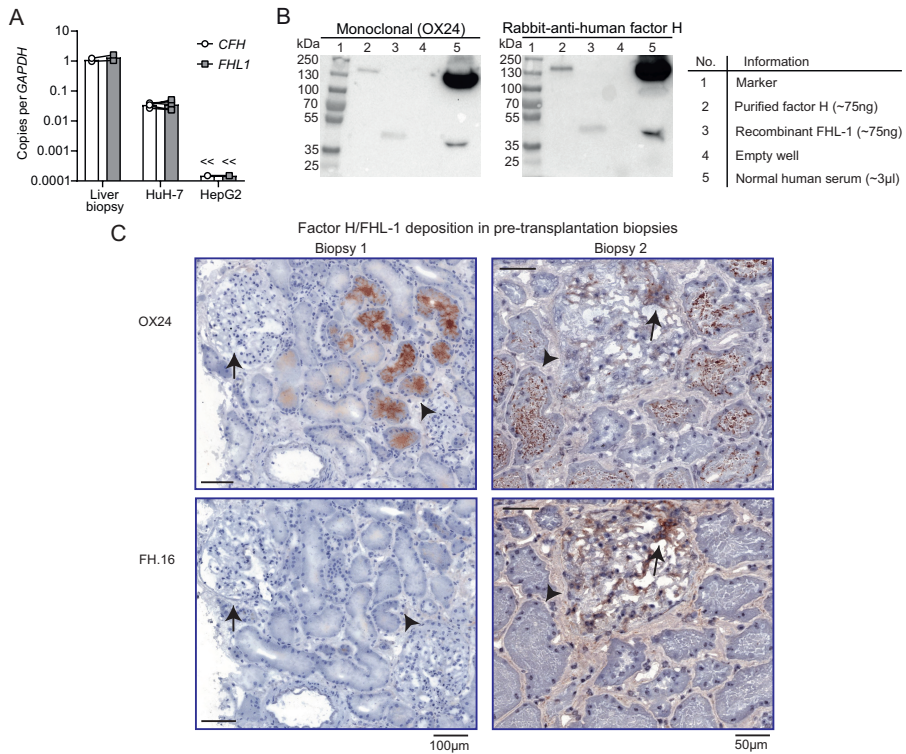 A
CFH
FHL1
Copies per GAPDH
10
1
0.1
0.01
0.001
0.0001
<< <<
Liver biopsy
HuH-7
HepG2
B
Monoclonal (OX24)
kDa 1 2 3 4 5
250
130
100
70
55
35
25
Rabbit-anti-human factor H
kDa 1 2 3 4 5
250
130
100
70
55
35
25
No. Information
1 Marker
2 Purified factor H (~75ng)
3 Recombinant FHL-1 (~75ng)
4 Empty well
5 Normal human serum (~3µl)
C
Factor H/FHL-1 deposition in pre-transplantation biopsies
Biopsy 1 Biopsy 2
OX24
FH.16
100µm 50µm